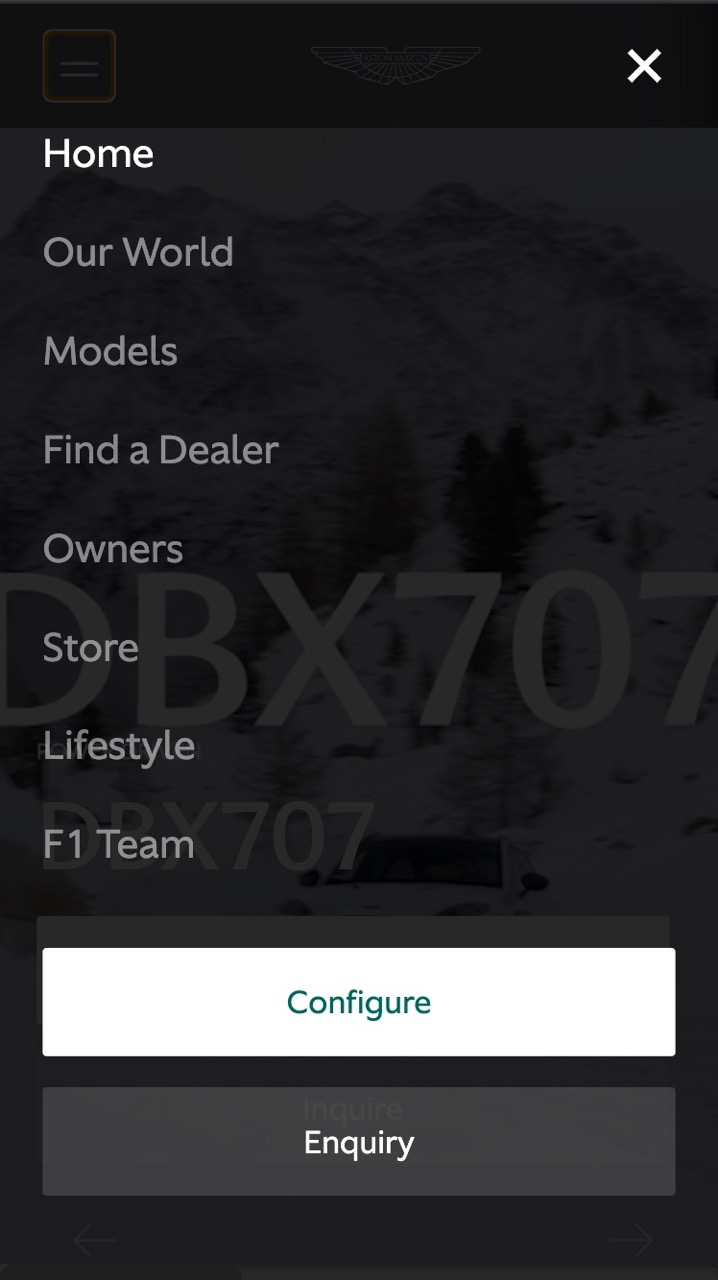 ASTON MARTIN
Home
Our World
Models
Find a Dealer
Owners
DBX707
Store
Lifestyle
DBX707
F1 Team
Configure
Inquire
Enquiry